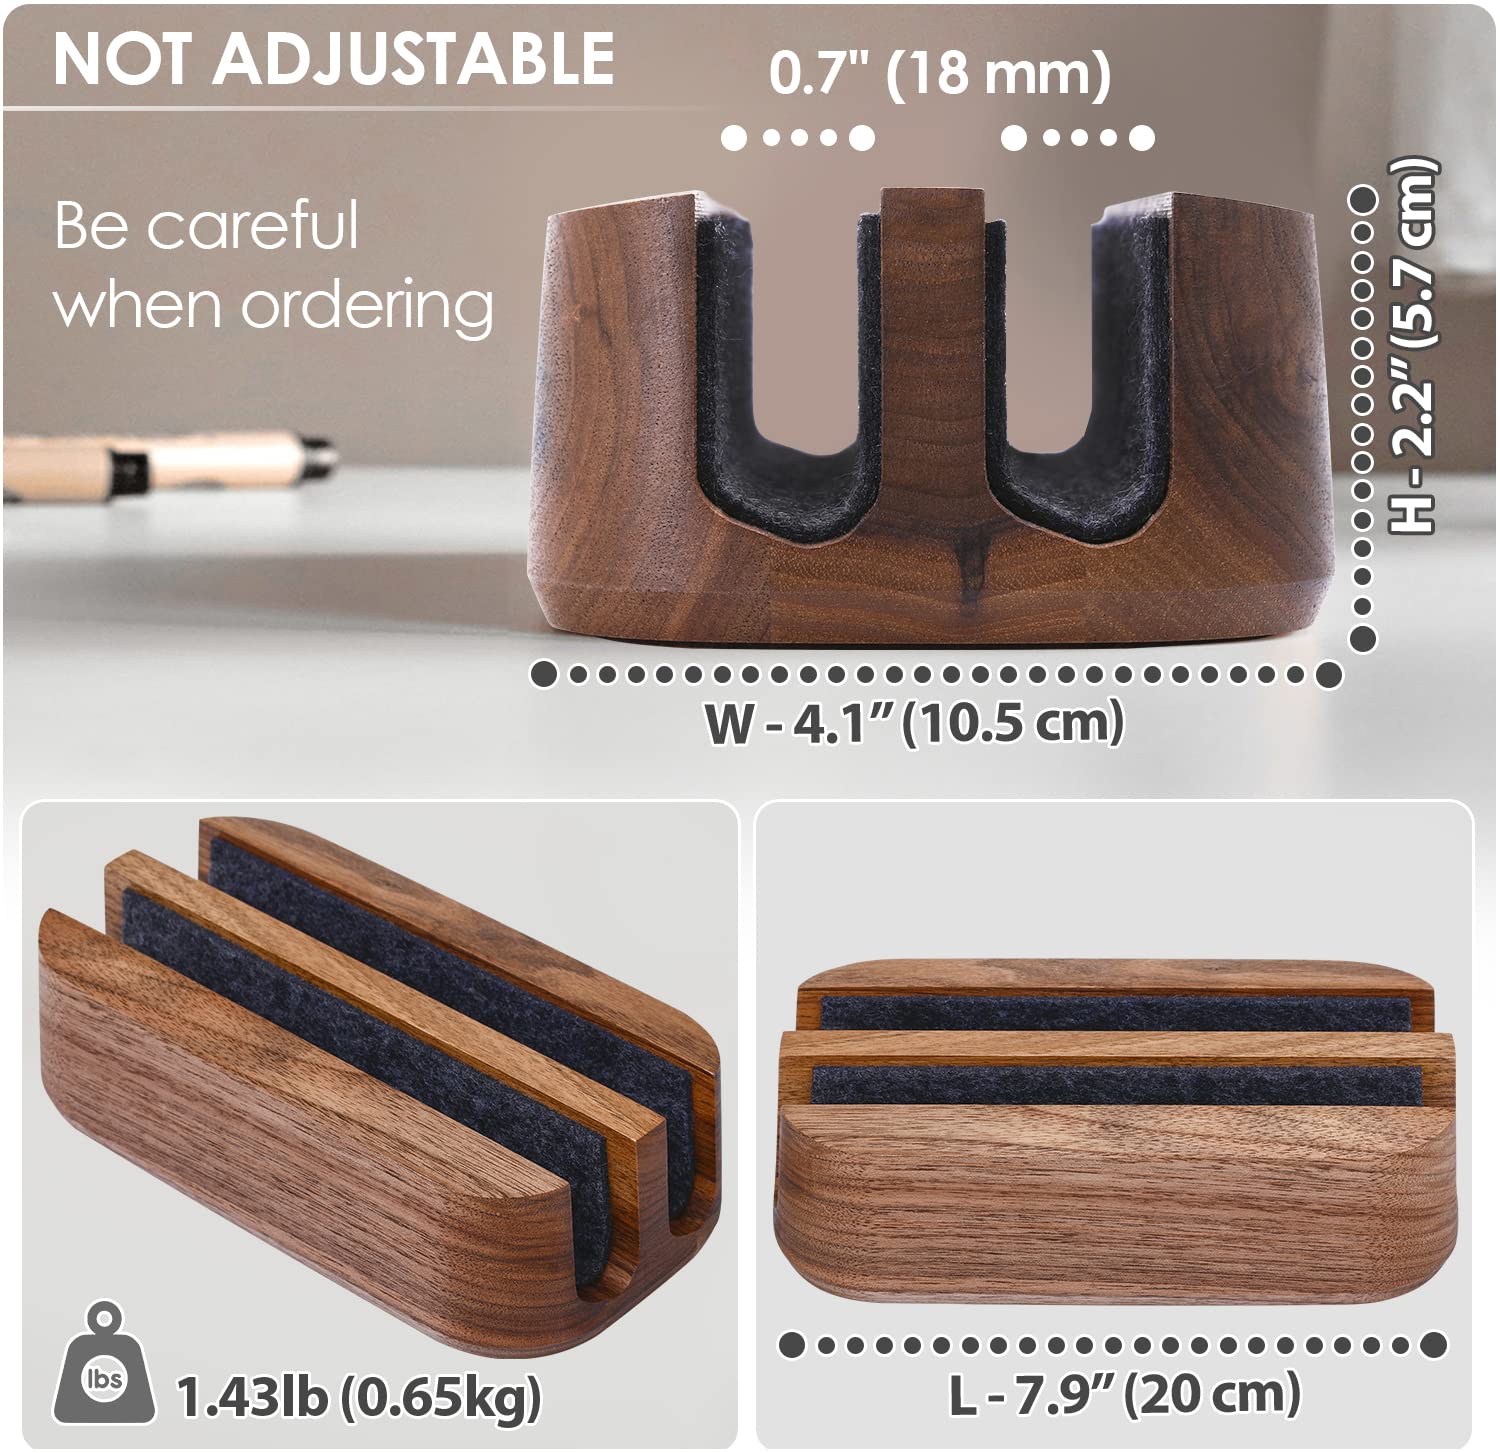 NOT ADJUSTABLE
0.7" (18 mm)
Be careful
when ordering
H - 2.2” (5.7 cm)
W - 4.1” (10.5 cm)
lbs
1.43lb (0.65kg)
L - 7.9” (20 cm)